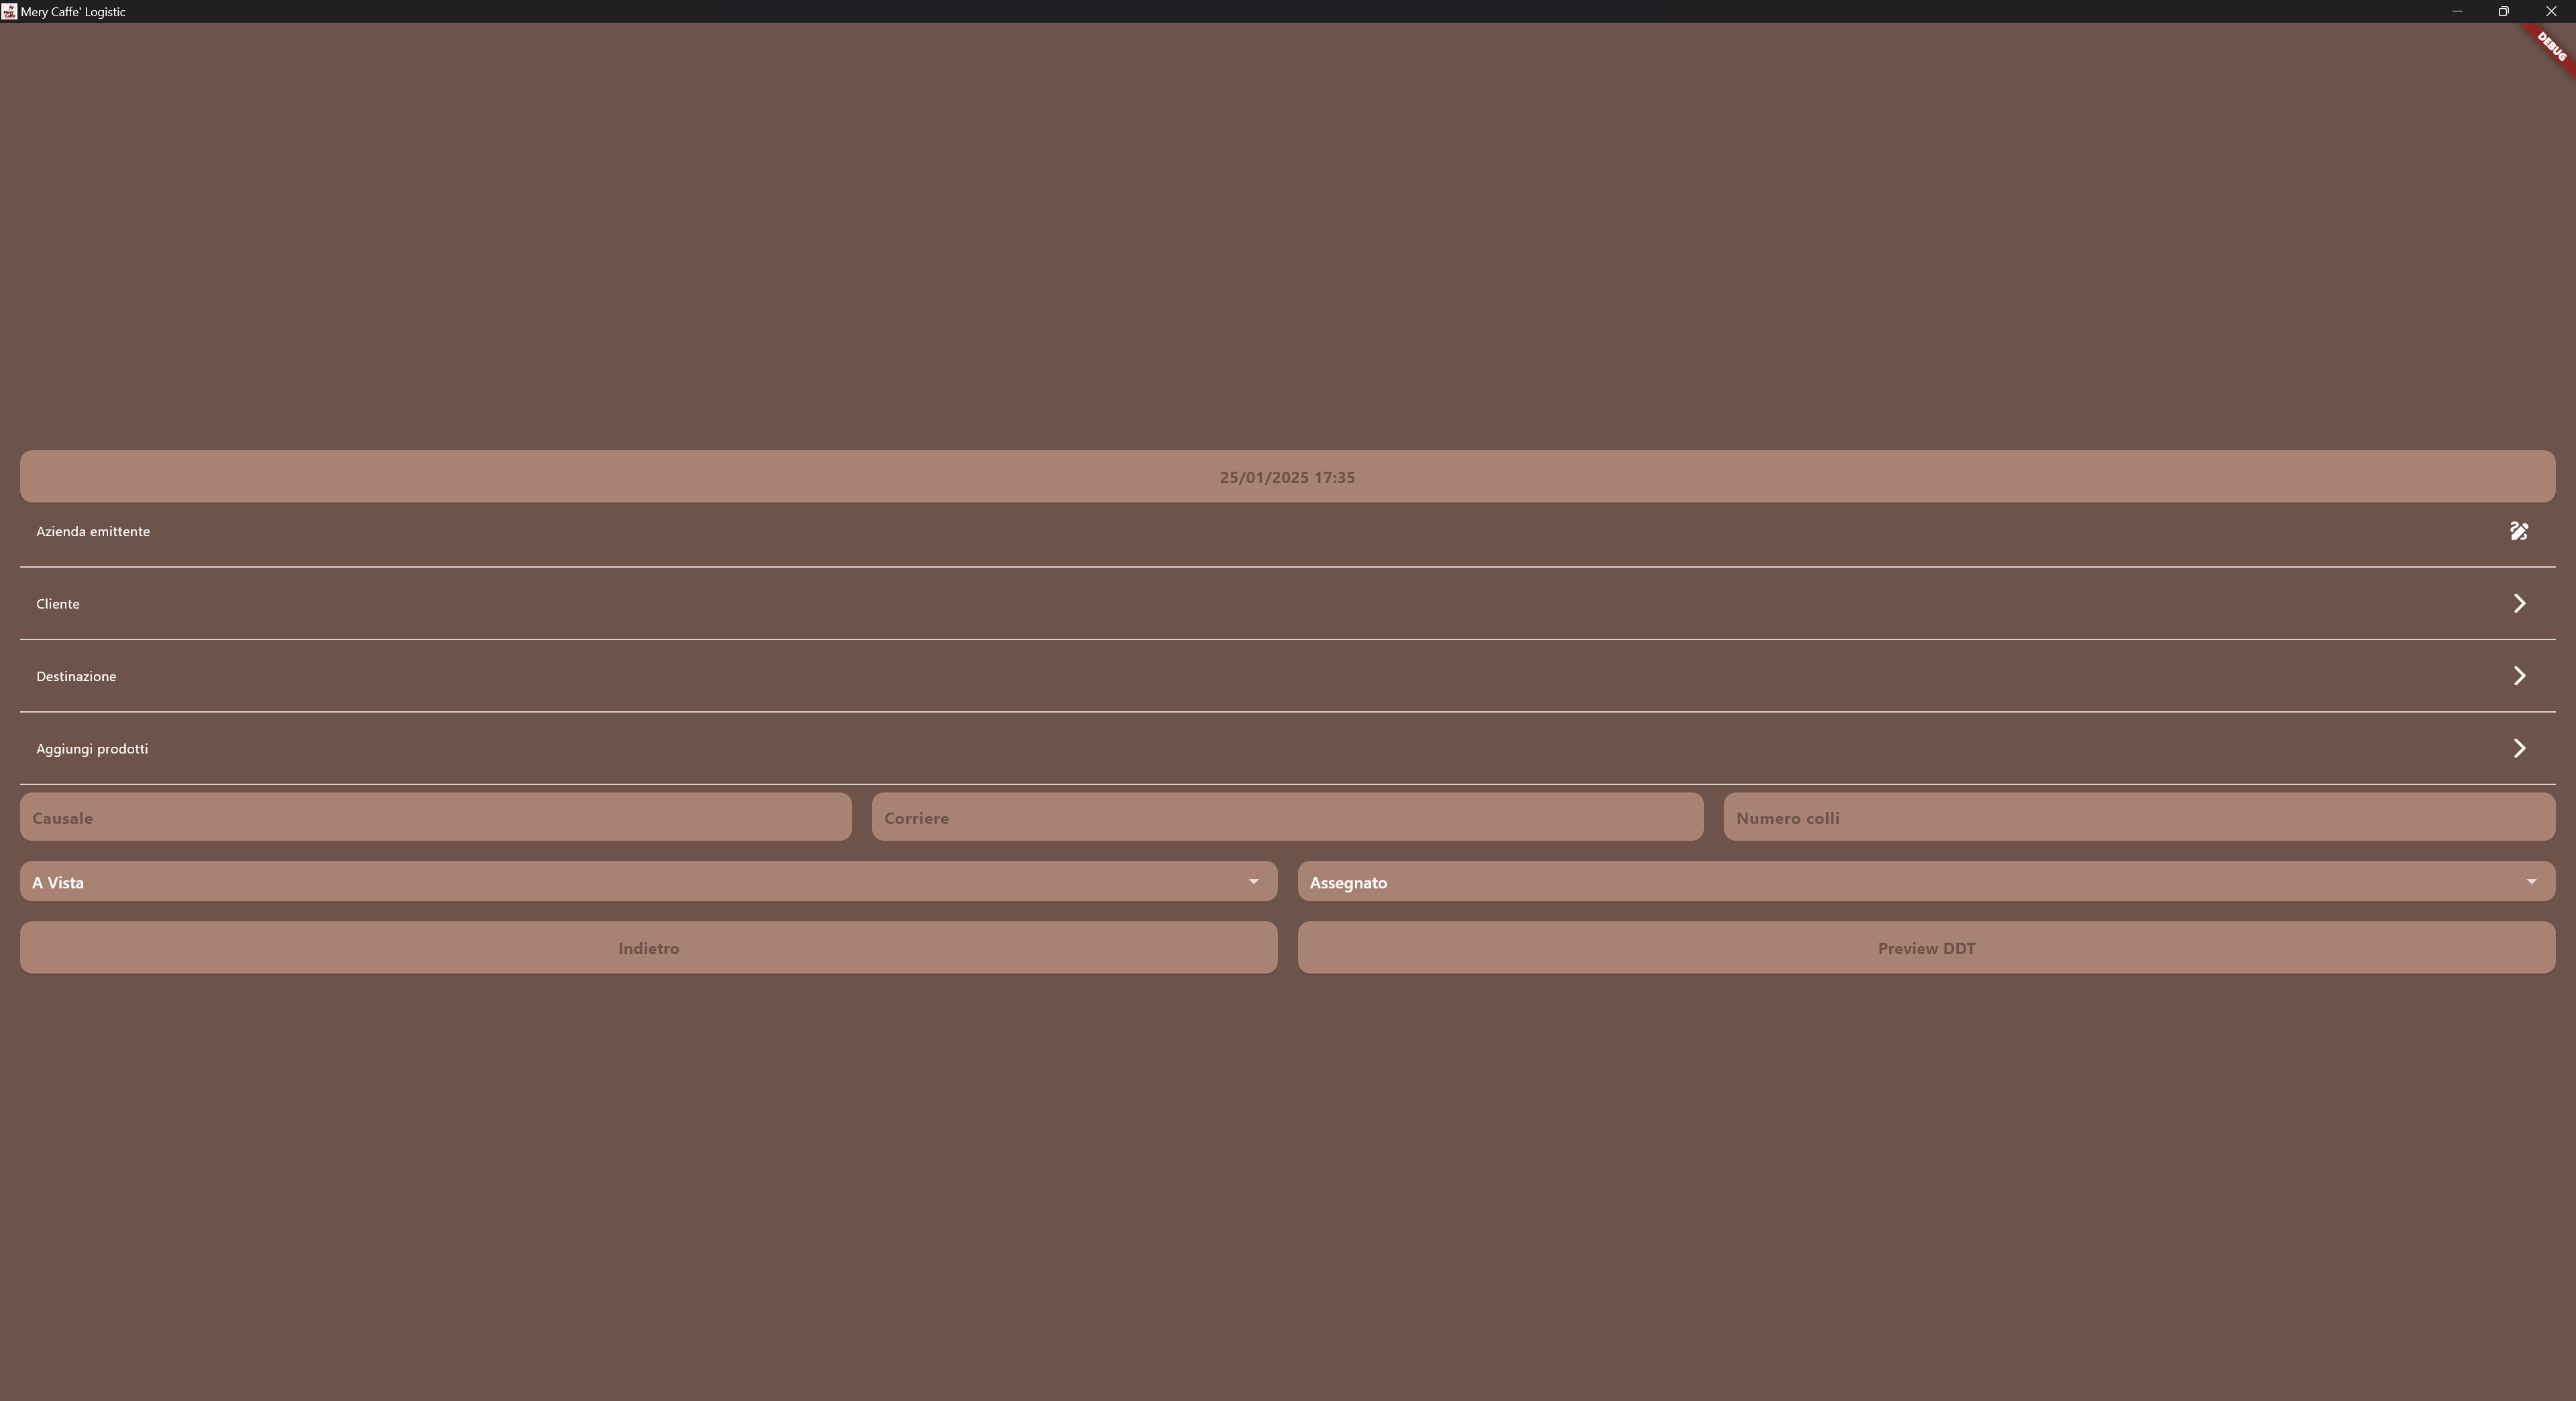 Mery Caffe' Logistic
DEBUG
25/01/2025 17:35
Azienda emittente
Cliente
Destinazione
Aggiungi prodotti
Causale
Corriere
Numero colli
A Vista
Assegnato
Indietro
Preview DDT